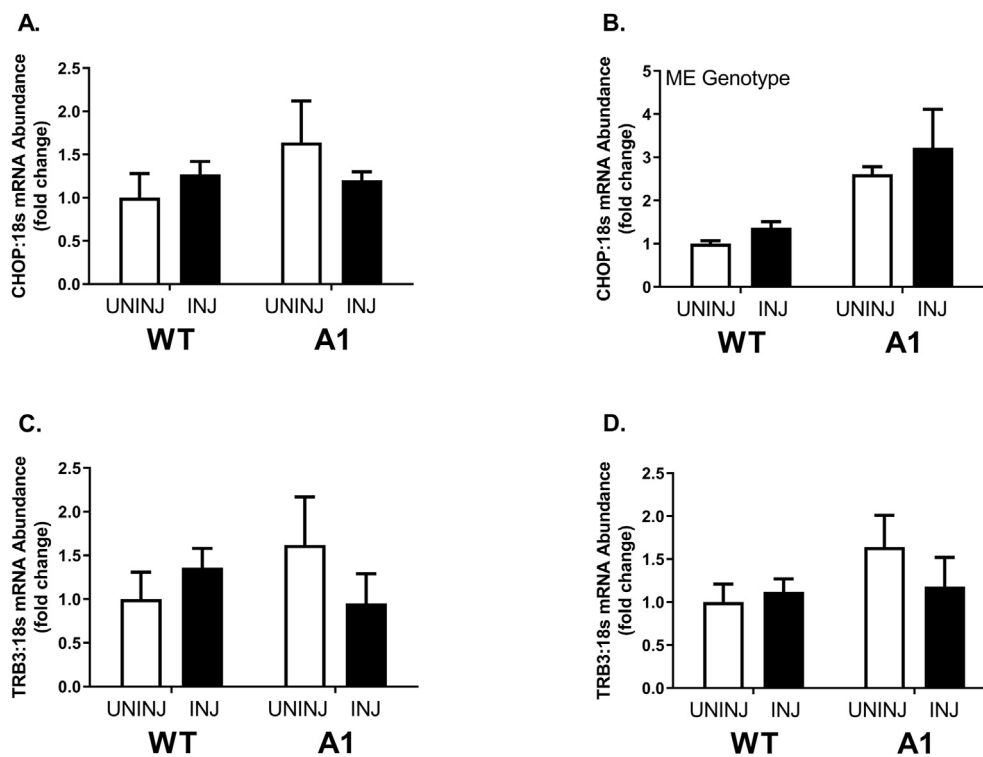 A.
CHOP:18s mRNA Abundance
(fold change)
2.5
2.0
1.5
1.0
0.5
0.0
UNINJ INJ UNINJ INJ
WT A1
B.
CHOP:18s mRNA Abundance
(fold change)
ME Genotype
5
4
3
2
1
0
UNINJ INJ UNINJ INJ
WT A1
C.
TRB3:18s mRNA Abundance
(fold change)
2.5
2.0
1.5
1.0
0.5
0.0
UNINJ INJ UNINJ INJ
WT A1
D.
TRB3:18s mRNA Abundance
(fold change)
2.5
2.0
1.5
1.0
0.5
0.0
UNINJ INJ UNINJ INJ
WT A1